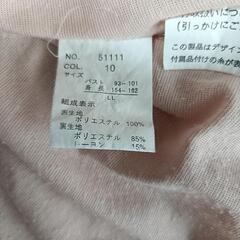 NO. 51111
COL. 10
サイズ
バスト 93-101
身長 154-162
LL
組成表示
表生地
ポリエステル 100%
裏生地
ポリエステル 85%
レーヨン 15%
(引っかけにご
この製品はデザイン
付属品付けの糸が表